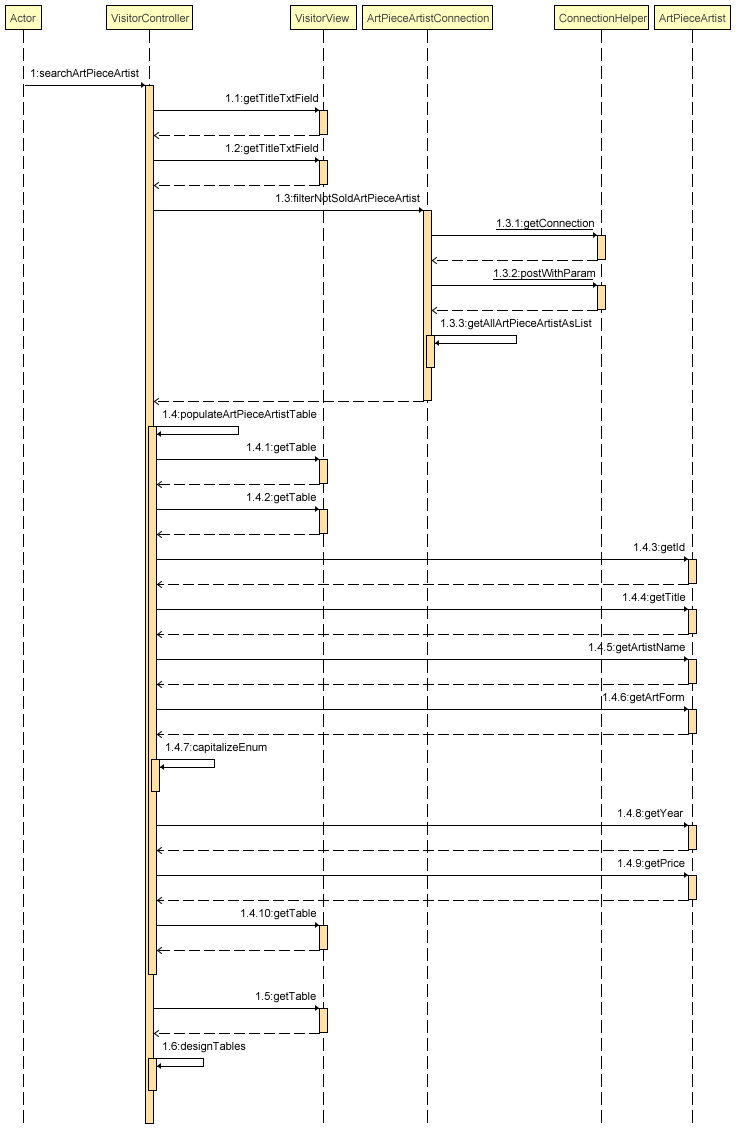 Actor
VisitorController
VisitorView
ArtPieceArtistConnection
ConnectionHelper
ArtPieceArtist
1:searchArtPieceArtist
1.1:getTitleTxtField
1.2:getTitleTxtField
1.3:filterNotSoldArtPieceArtist
1.3.1:getConnection
1.3.2:postWithParam
1.3.3:getAllArtPieceArtistAsList
1.4:populateArtPieceArtistTable
1.4.1:getTable
1.4.2:getTable
1.4.3:getId
1.4.4:getTitle
1.4.5:getArtistName
1.4.6:getArtForm
1.4.7:capitalizeEnum
1.4.8:getYear
1.4.9:getPrice
1.4.10:getTable
1.5:getTable
1.6:designTables